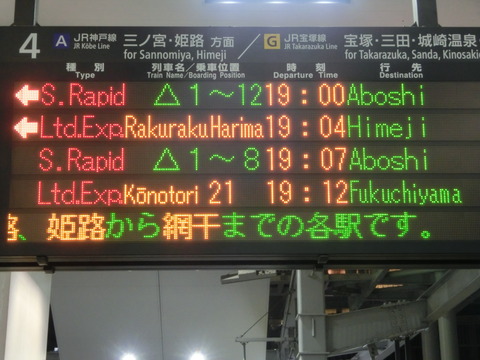 4 A JR神戸線 三ノ宮・姫路 方面 / G JR宝塚線 宝塚・三田・城崎温泉
JR Kōbe Line for Sannomiya, Himeji JR Takarazuka Line for Takarazuka, Sanda, Kinosaki
種別 列車名/乗車位置 時刻 行先
Type Train Name/Boarding Position Departure Time Destination
← S.Rapid △1〜12 19:00 Aboshi
← Ltd.Exp. Rakuraku Harima 19:04 Himeji
S.Rapid △1〜8 19:07 Aboshi
Ltd.Exp. Kōnotori 21 19:12 Fukuchiyama
路、姫路から網干までの各駅です。